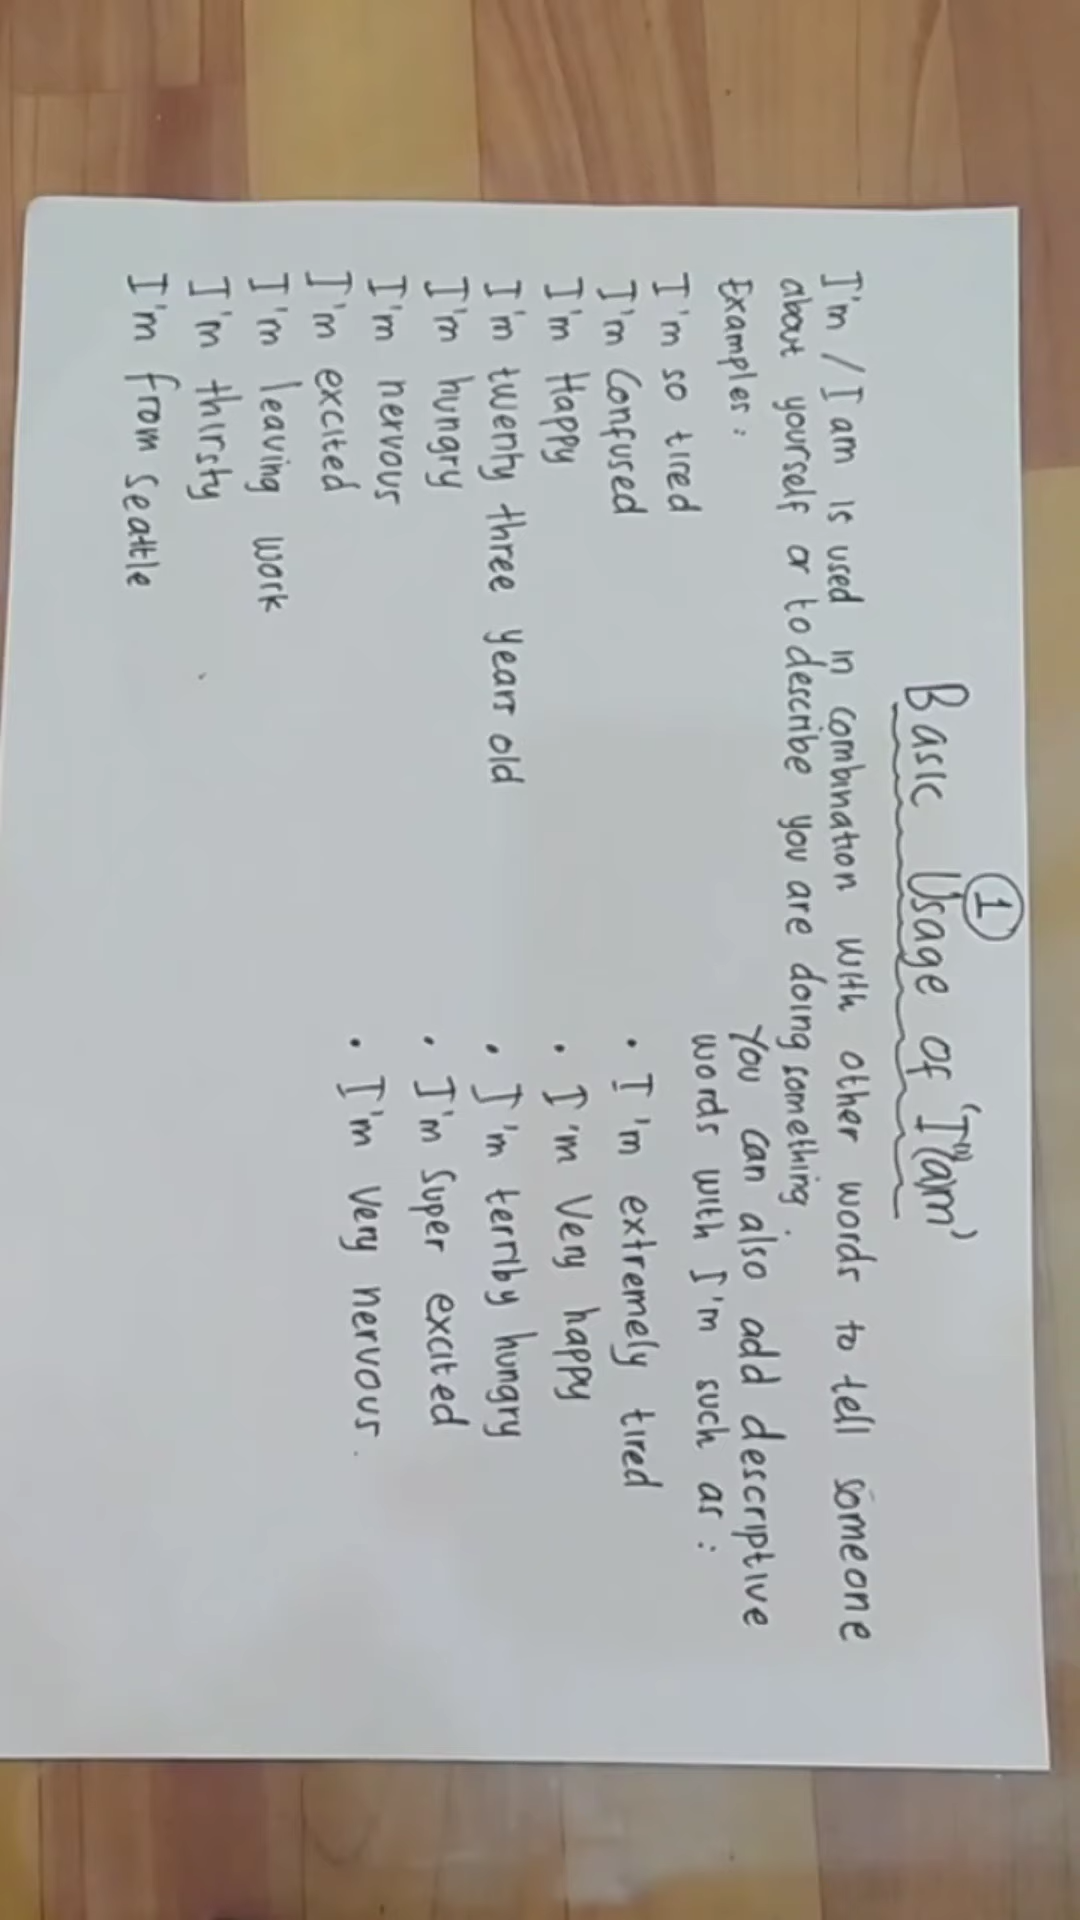 1
Basic Usage of 'I(m) am'
I'm / I am is used in combination with other words to tell someone
about yourself or to describe you are doing something.
Examples:
I'm so tired
I'm Confused
I'm Happy
I'm twenty three years old
I'm hungry
I'm nervous
I'm excited
I'm leaving work
I'm thirsty
I'm from Seattle
You can also add descriptive
words with I'm such as:
• I'm extremely tired
• I'm Very happy
• I'm terriby hungry
• I'm Super excited
• I'm Very nervous.